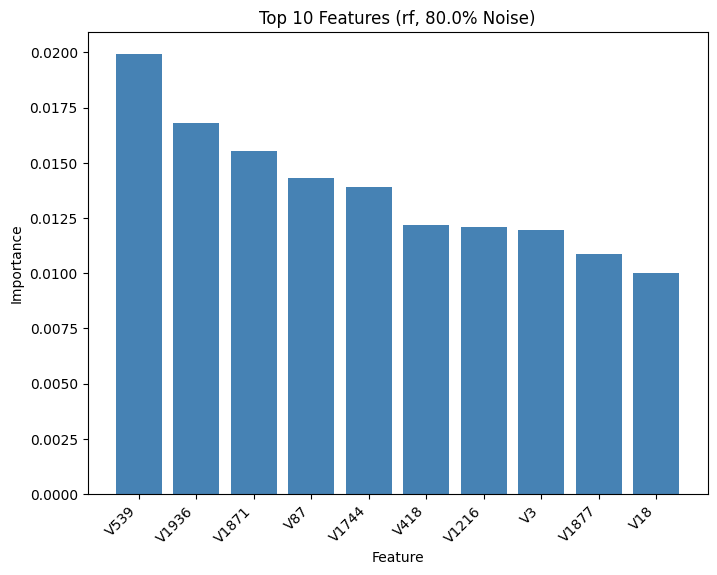 Top 10 Features (rf, 80.0% Noise)
0.0200
0.0175
0.0150
0.0125
0.0100
0.0075
0.0050
0.0025
0.0000
Importance
V539
V1936
V1871
V87
V1744
V418
V1216
V3
V1877
V18
Feature